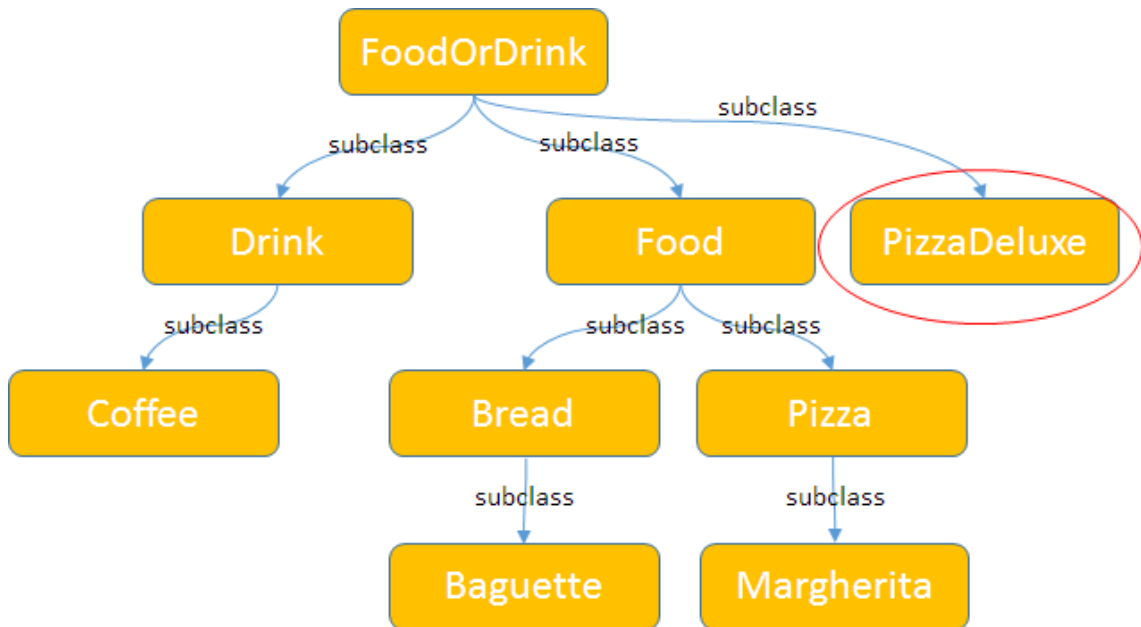 FoodOrDrink
subclass
subclass
subclass
Drink
Food
PizzaDeluxe
subclass
subclass
subclass
Coffee
Bread
Pizza
subclass
subclass
Baguette
Margherita